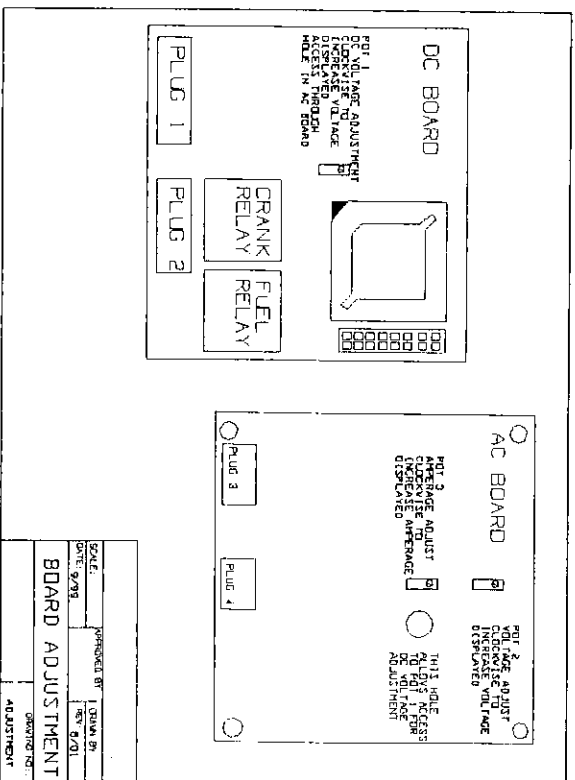 DC BOARD
POT 1
DC VOLTAGE ADJUSTMENT
CLOCKWISE TO
INCREASE VOLTAGE
DISPLAYED
ACCESS THROUGH
HOLE IN AC BOARD
PLUG 1
PLUG 2
CRANK
RELAY
FUEL
RELAY
AC BOARD
POT 2
VOLTAGE ADJUST
CLOCKWISE TO
INCREASE VOLTAGE
DISPLAYED
POT 3
AMPERAGE ADJUST
CLOCKWISE TO
INCREASE AMPERAGE
DISPLAYED
THIS HOLE
ALLOWS ACCESS
TO POT 1 FOR
DC VOLTAGE
ADJUSTMENT
PLUG 3
PLUG 4
SCALE:
APPROVED BY
DRAWN BY
DATE: 9/99
REV. 8/01
BOARD ADJUSTMENT
DRAWING NO.:
ADJUSTMENT